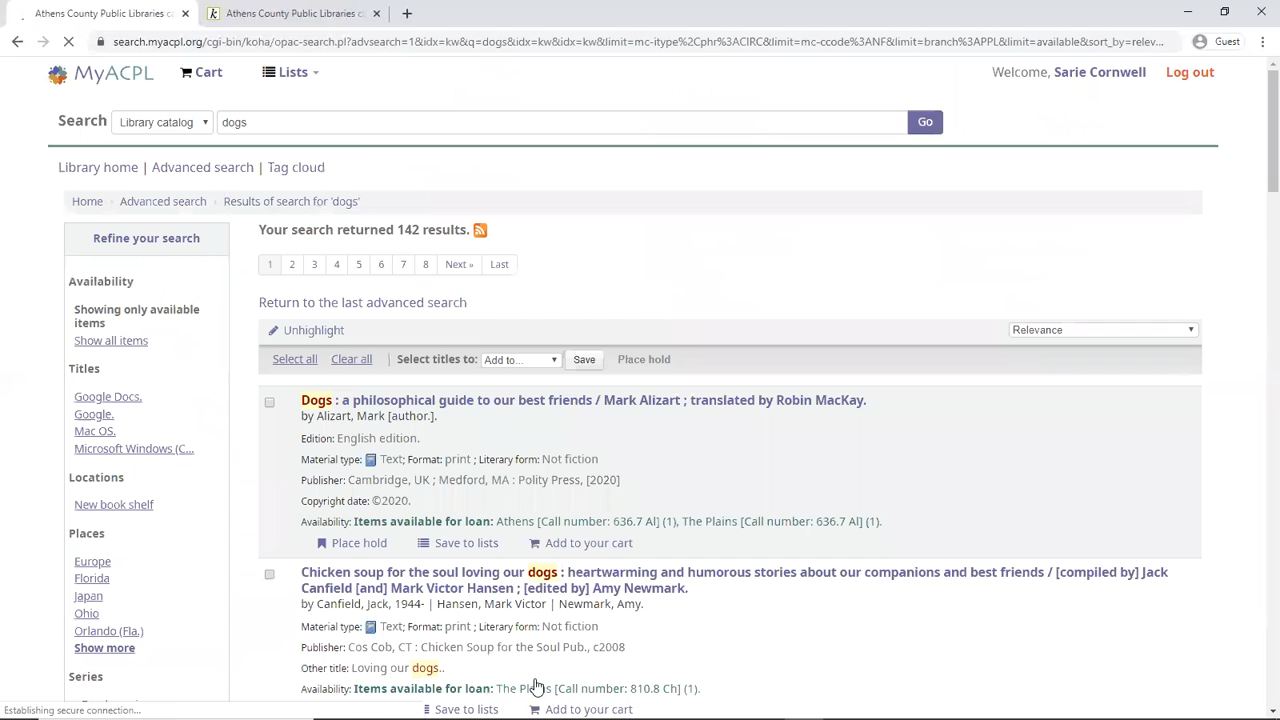 Athens County Public Libraries ca
Athens County Public Libraries c
search.myacpl.org/cgi-bin/koha/opac-search.pl?advsearch=1&idx=kw&q=dogs&idx=kw&idx=kw&limit=mc-itype%2Cphr%3ACIRC&limit=mc-ccode%3ANF&limit=branch%3APPL&limit=available&sort_by=relev...
Guest
MyACPL
Cart
Lists
Welcome, Sarie Cornwell
Log out
Search
Library catalog
dogs
Go
Library home | Advanced search | Tag cloud
Home
Advanced search
Results of search for 'dogs'
Refine your search
Availability
Showing only available
items
Show all items
Titles
Google Docs.
Google.
Mac OS.
Microsoft Windows (C...
Locations
New book shelf
Places
Europe
Florida
Japan
Ohio
Orlando (Fla.)
Show more
Series
Your search returned 142 results.
1 2 3 4 5 6 7 8 Next » Last
Return to the last advanced search
Unhighlight
Relevance
Select all Clear all | Select titles to: Add to... Save Place hold
Dogs : a philosophical guide to our best friends / Mark Alizart ; translated by Robin MacKay.
by Alizart, Mark [author.].
Edition: English edition.
Material type: Text; Format: print ; Literary form: Not fiction
Publisher: Cambridge, UK ; Medford, MA : Polity Press, [2020]
Copyright date: ©2020.
Availability: Items available for loan: Athens [Call number: 636.7 Al] (1), The Plains [Call number: 636.7 Al] (1).
Place hold Save to lists Add to your cart
Chicken soup for the soul loving our dogs : heartwarming and humorous stories about our companions and best friends / [compiled by] Jack
Canfield [and] Mark Victor Hansen ; [edited by] Amy Newmark.
by Canfield, Jack, 1944- | Hansen, Mark Victor | Newmark, Amy.
Material type: Text; Format: print ; Literary form: Not fiction
Publisher: Cos Cob, CT : Chicken Soup for the Soul Pub., c2008
Other title: Loving our dogs..
Availability: Items available for loan: The Plains [Call number: 810.8 Ch] (1).
Save to lists Add to your cart
Establishing secure connection...